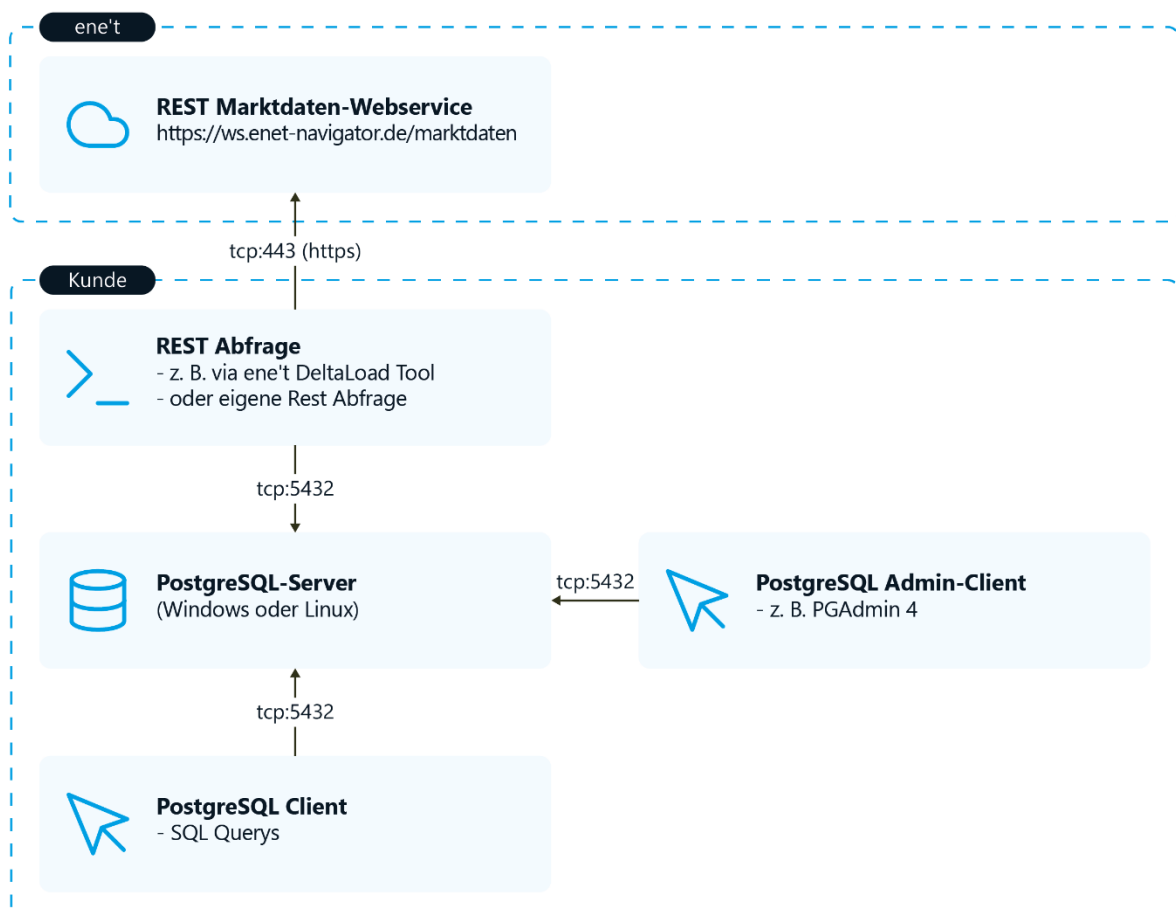 ene't
REST Marktdaten-Webservice
https://ws.enet-navigator.de/marktdaten
tcp:443 (https)
Kunde
REST Abfrage
- z. B. via ene't DeltaLoad Tool
- oder eigene Rest Abfrage
tcp:5432
PostgreSQL-Server
(Windows oder Linux)
tcp:5432
PostgreSQL Admin-Client
- z. B. PGAdmin 4
tcp:5432
PostgreSQL Client
- SQL Querys